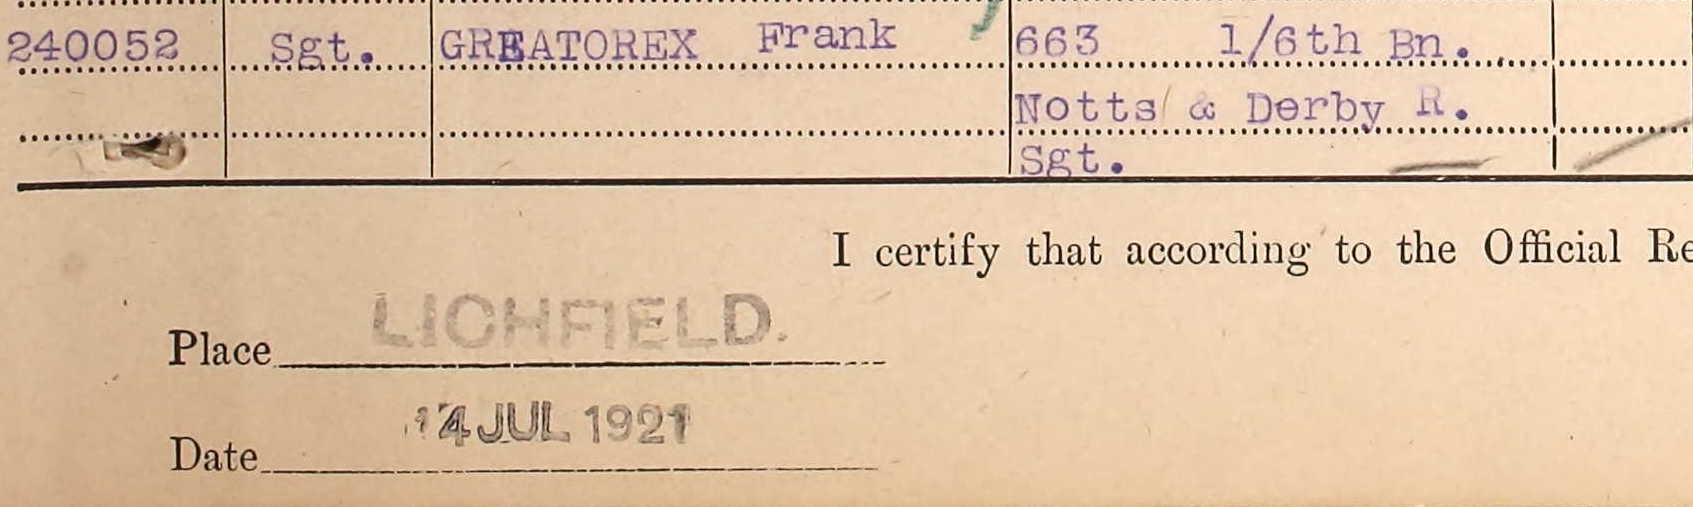 240052 Sgt. GREATOREX Frank 663 1/6th Bn.
Notts & Derby R.
Sgt.
I certify that according to the Official Re
Place LICHFIELD.
Date 14 JUL 1921